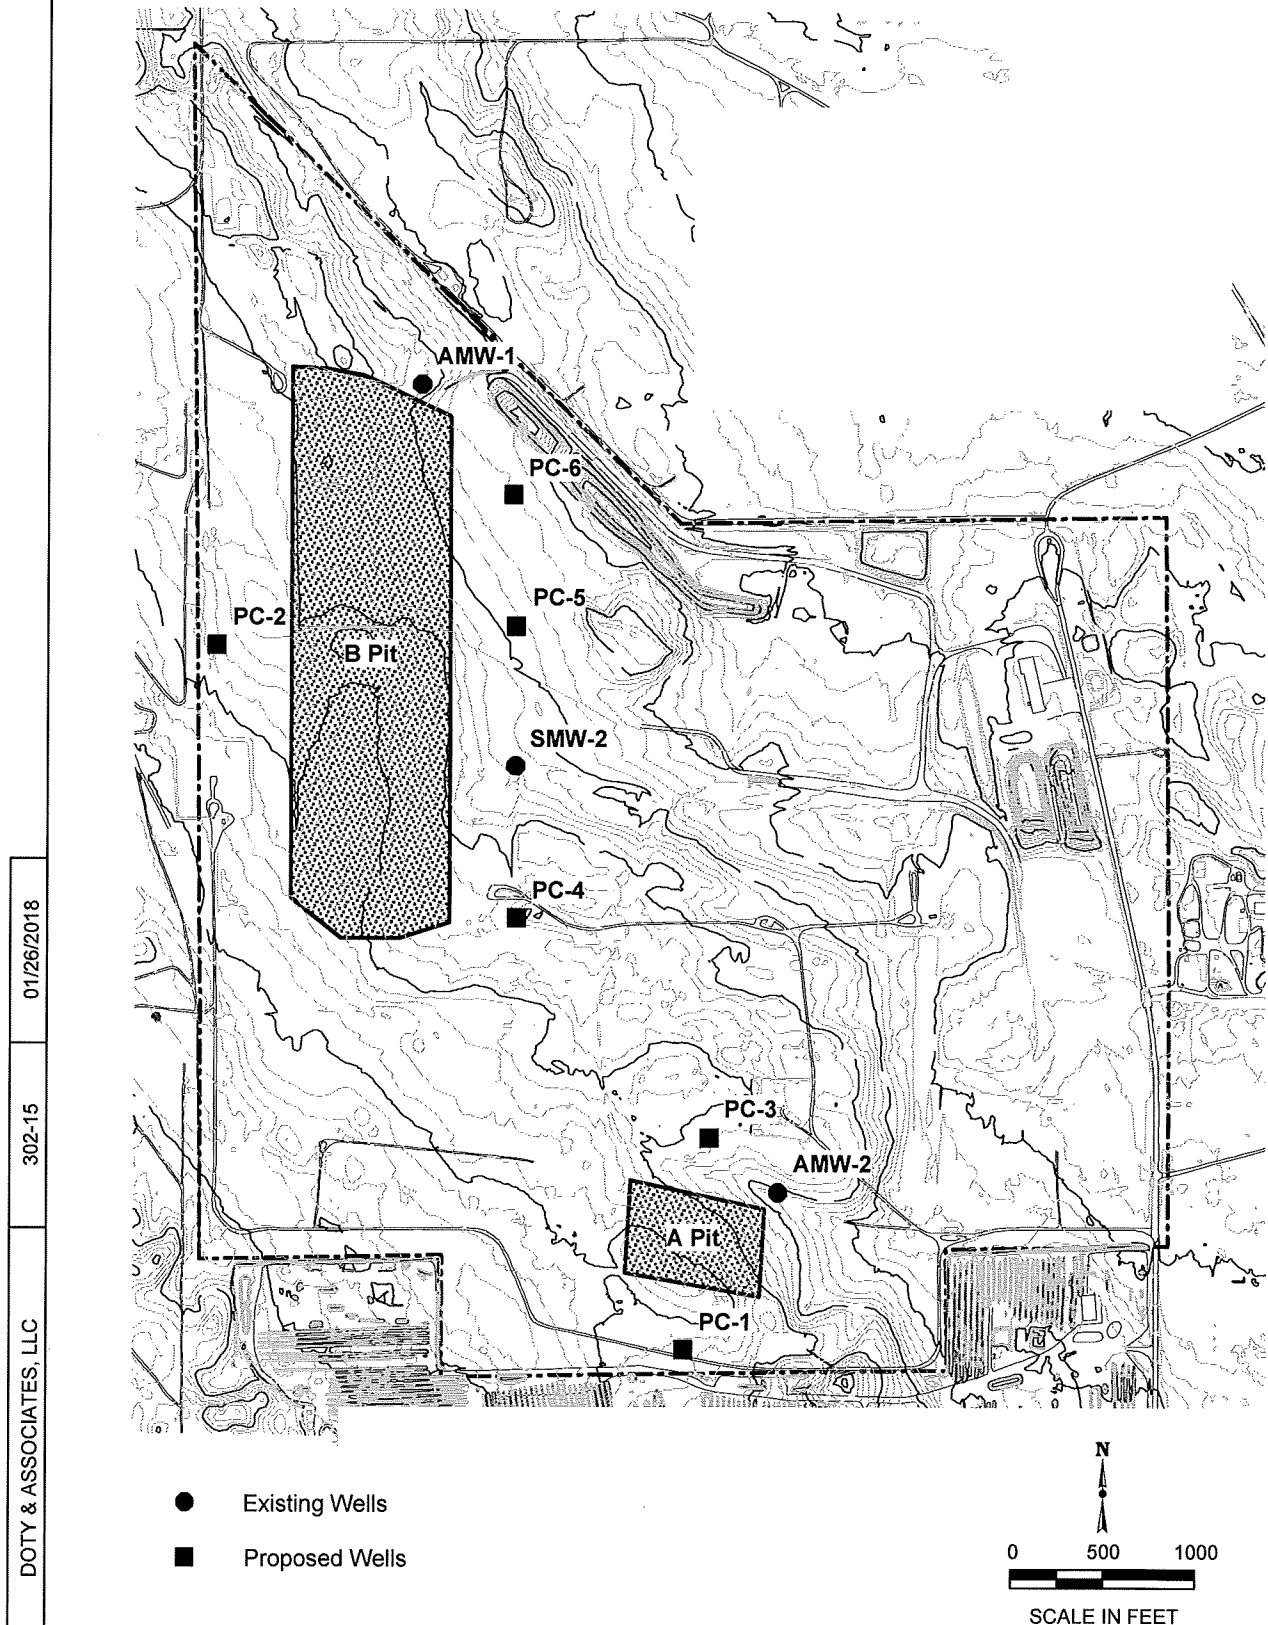 AMW-1
PC-6
PC-5
PC-2
B Pit
SMW-2
PC-4
PC-3
AMW-2
A Pit
PC-1
N
Existing Wells
Proposed Wells
0 500 1000
SCALE IN FEET
DOTY & ASSOCIATES, LLC
302-15
01/26/2018